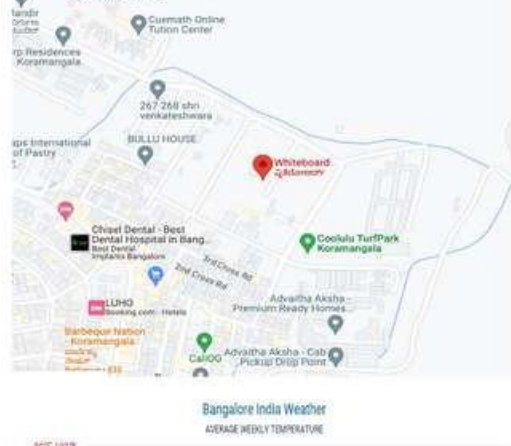 Cuemath Online
Tution Center
rp Residences
Koramangala
267 268 shri
venkateshwara
BULLU HOUSE
aps International
of Pastry
Whiteboard
Chisel Dental - Best
Dental Hospital in Bang...
Best Dental
Implants Bangalore
Coolulu TurfPark
Koramangala
3rd Cross Rd
2nd Cross Rd
LUHO
Booking.com · Hotels
Advaitha Aksha -
Premium Ready Homes...
Barbeque Nation
- Koramangala
Advaitha Aksha - Cab
Pickup Drop Point
Bangalore India Weather
AVERAGE WEEKLY TEMPERATURE